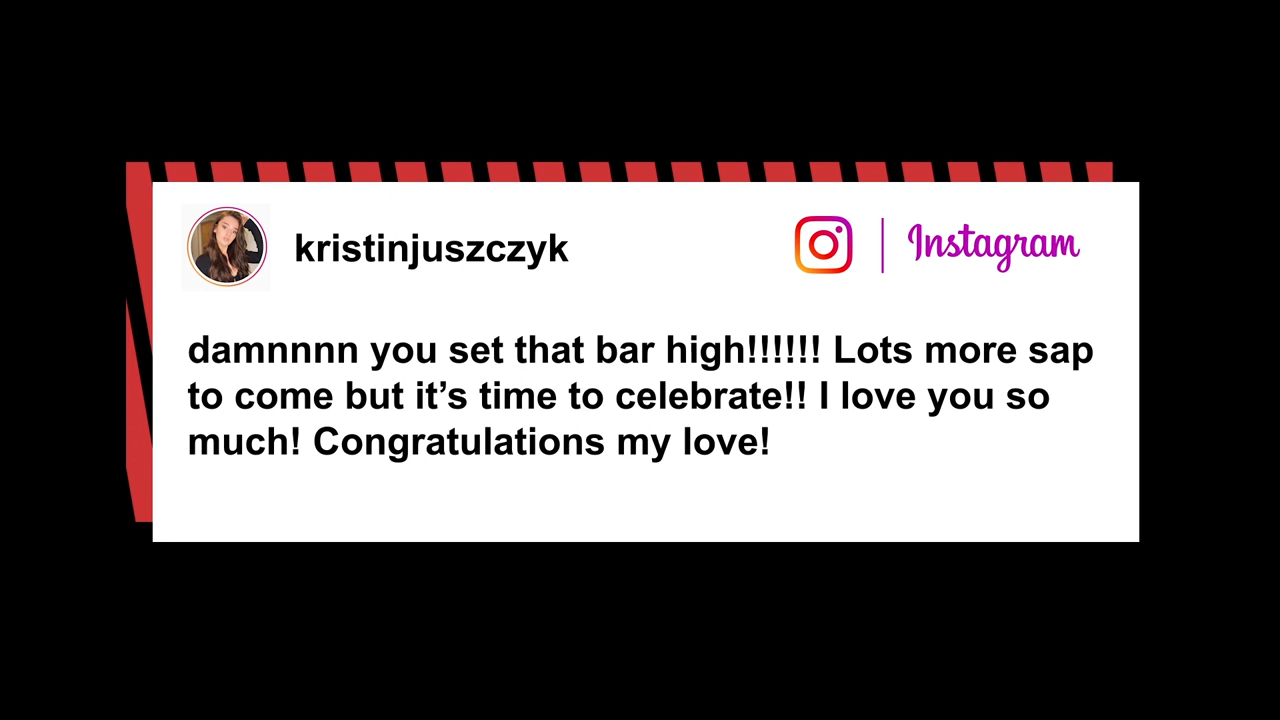 kristinjuszczyk
Instagram
damnnnn you set that bar high!!!!!! Lots more sap
to come but it’s time to celebrate!! I love you so
much! Congratulations my love!